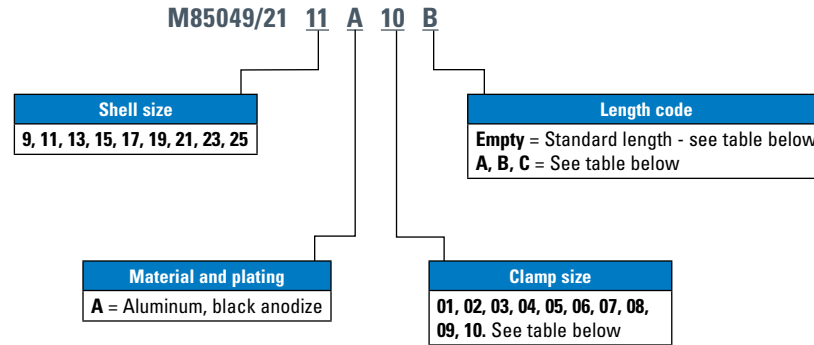 M85049/21 11 A 10 B
Shell size
9, 11, 13, 15, 17, 19, 21, 23, 25
Length code
Empty = Standard length - see table below
A, B, C = See table below
Material and plating
A = Aluminum, black anodize
Clamp size
01, 02, 03, 04, 05, 06, 07, 08,
09, 10. See table below